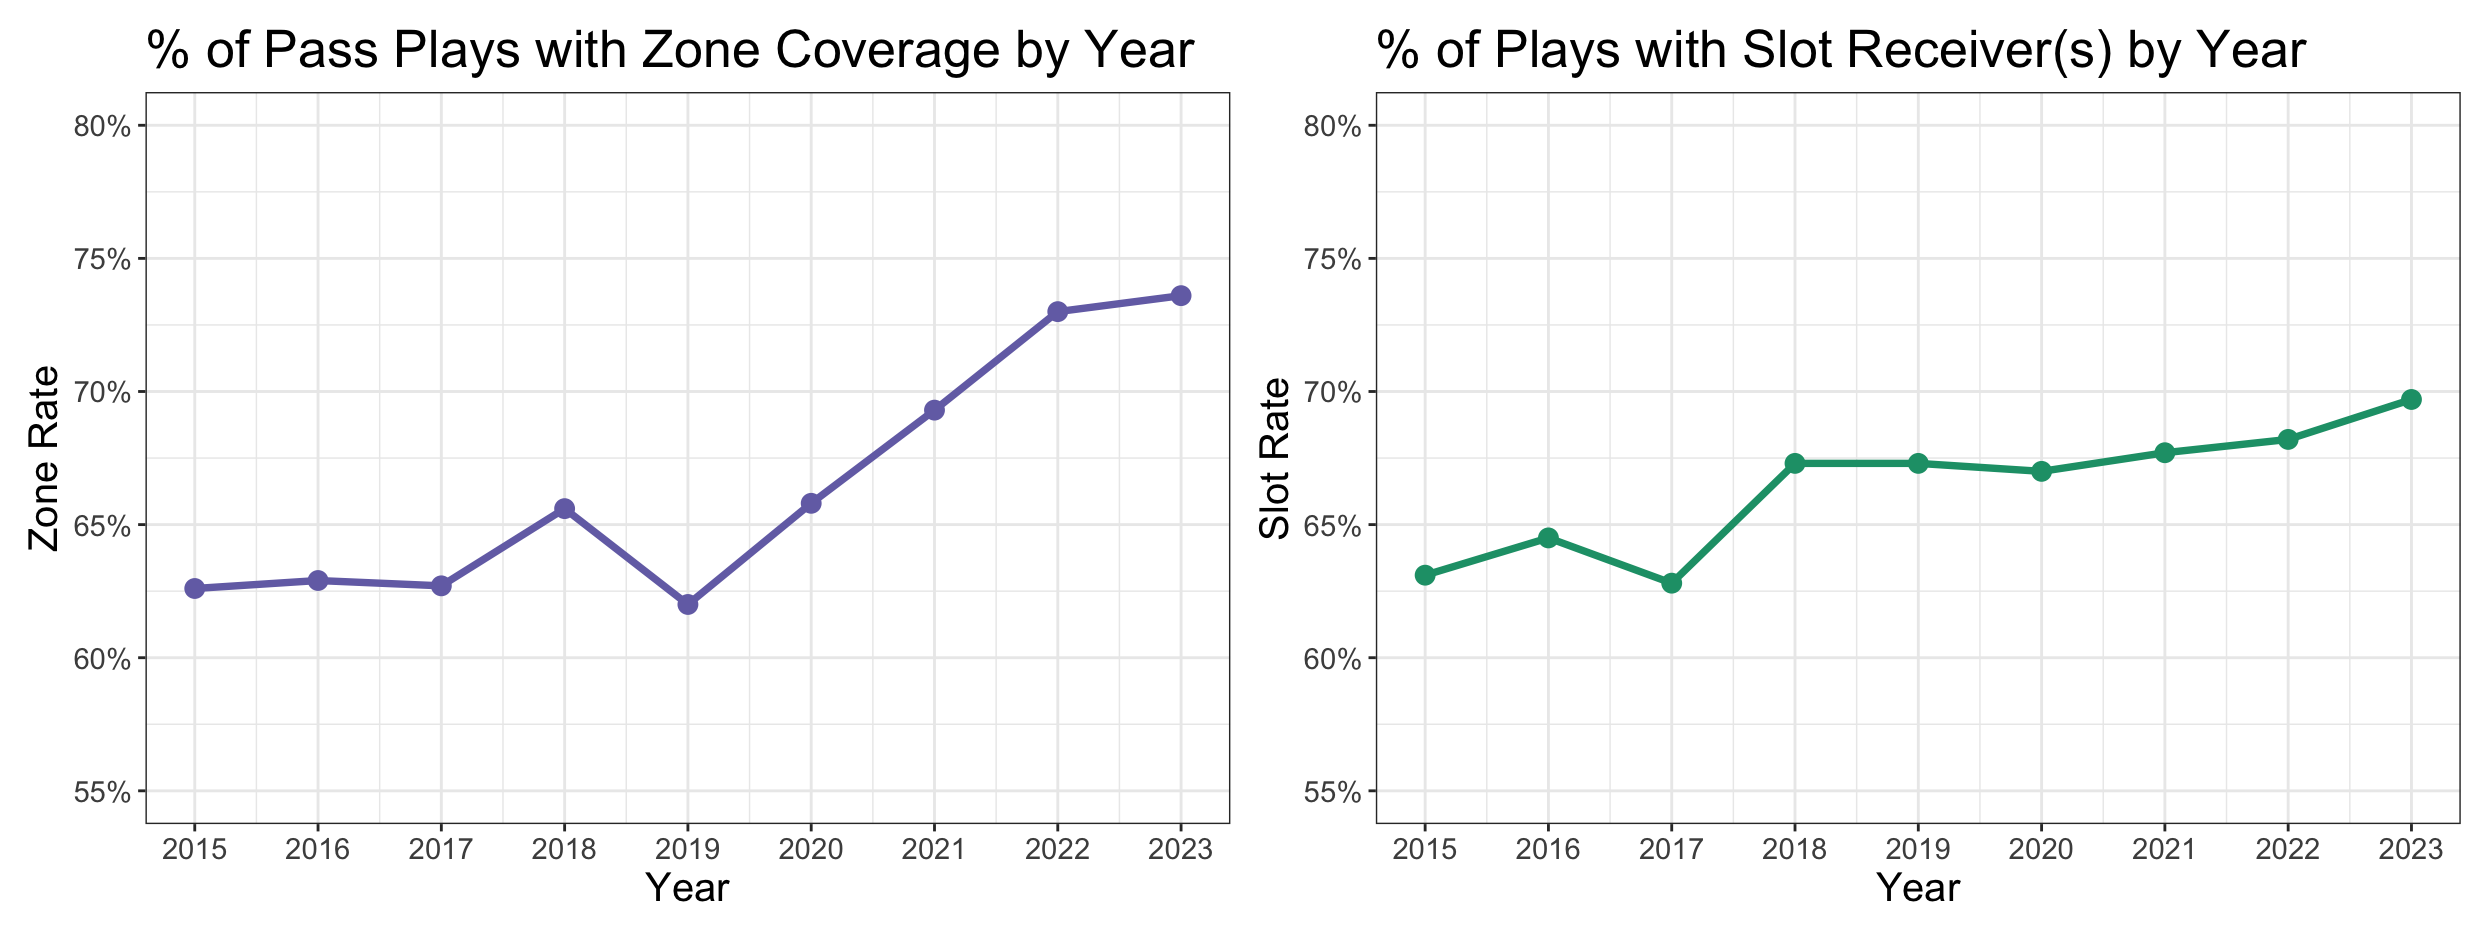 % of Pass Plays with Zone Coverage by Year
80%
75%
70%
65%
60%
55%
Zone Rate
2015 2016 2017 2018 2019 2020 2021 2022 2023
Year
% of Plays with Slot Receiver(s) by Year
80%
75%
70%
65%
60%
55%
Slot Rate
2015 2016 2017 2018 2019 2020 2021 2022 2023
Year